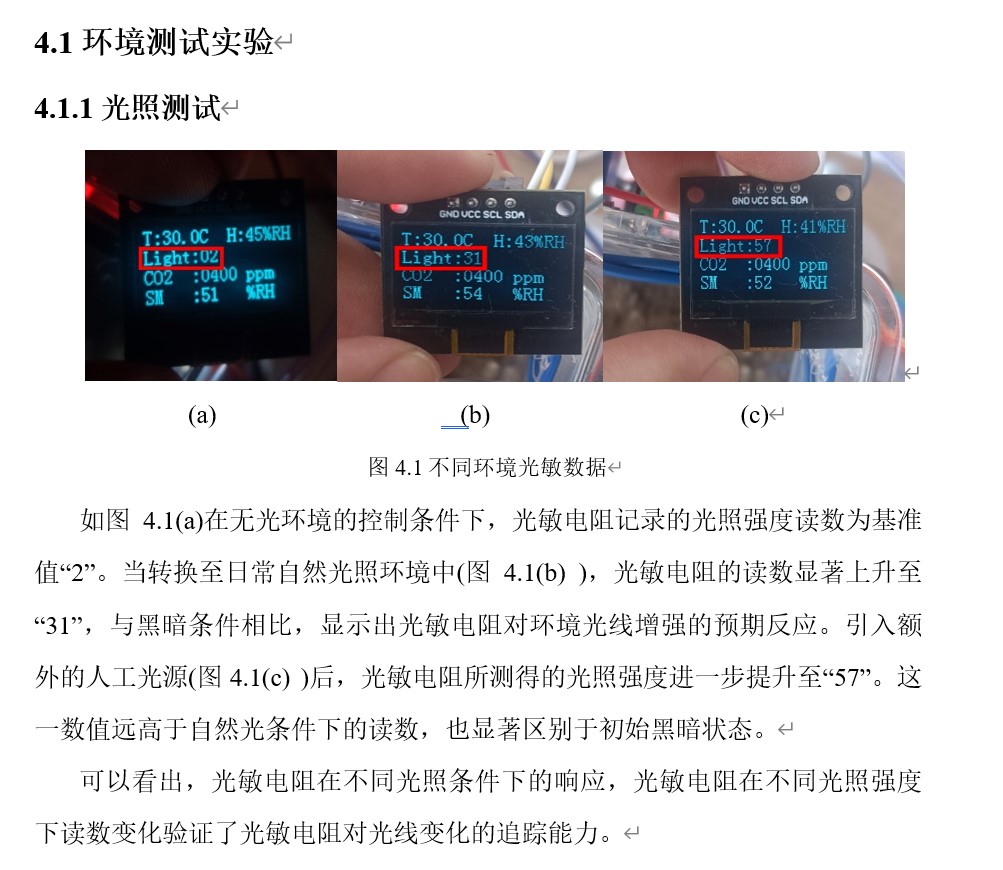 4.1 环境测试实验
4.1.1 光照测试
T:30.0C H:45%RH
Light:02
CO2 :0400 ppm
SM :51 %RH
GND VCC SCL SDA
T:30.0C H:43%RH
Light:31
CO2 :0400 ppm
SM :54 %RH
GND VCC SCL SDA
T:30.0C H:41%RH
Light:57
CO2 :0400 ppm
SM :52 %RH
(a) (b) (c)
图 4.1 不同环境光敏数据
如图 4.1(a)在无光环境的控制条件下，光敏电阻记录的光照强度读数为基准
值“2”。当转换至日常自然光照环境中(图 4.1(b) )，光敏电阻的读数显著上升至
“31”，与黑暗条件相比，显示出光敏电阻对环境光线增强的预期反应。引入额
外的人工光源(图 4.1(c) )后，光敏电阻所测得的光照强度进一步提升至“57”。这
一数值远高于自然光条件下的读数，也显著区别于初始黑暗状态。
可以看出，光敏电阻在不同光照条件下的响应，光敏电阻在不同光照强度
下读数变化验证了光敏电阻对光线变化的追踪能力。